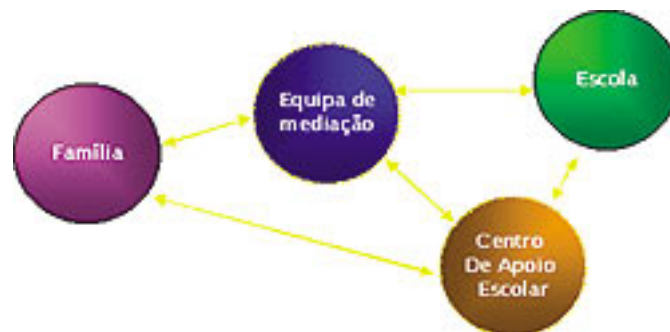 Escola
Equipa de
mediação
Família
Centro
De Apoio
Escolar